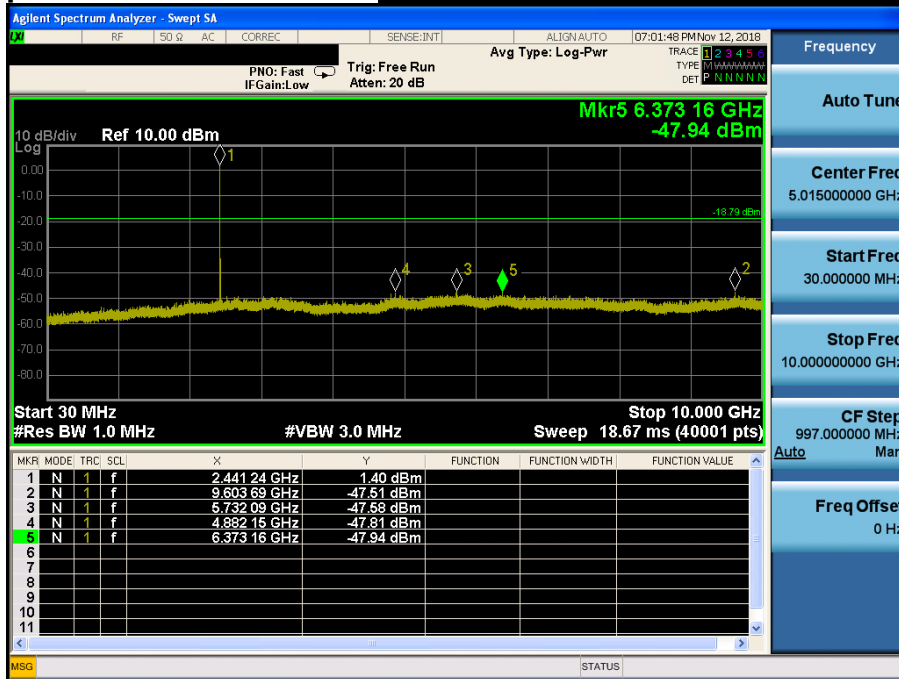 Agilent Spectrum Analyzer - Swept SA
LXI RF 50 Ω AC CORREC SENSE:INT ALIGN AUTO 07:01:48 PM Nov 12, 2018
Avg Type: Log-Pwr TRACE 1 2 3 4 5 6
PNO: Fast Trig: Free Run TYPE M WWWWW
IFGain:Low Atten: 20 dB DET P N N N N N
Mkr5 6.373 16 GHz
-47.94 dBm
10 dB/div Ref 10.00 dBm
Log
1
0.00
-10.0
-18.79 dBm
-20.0
-30.0
-40.0
4 3 5 2
-50.0
-60.0
-70.0
-80.0
Start 30 MHz Stop 10.000 GHz
#Res BW 1.0 MHz #VBW 3.0 MHz Sweep 18.67 ms (40001 pts)
MKR MODE TRC SCL X Y FUNCTION FUNCTION WIDTH FUNCTION VALUE
1 N 1 f 2.441 24 GHz 1.40 dBm
2 N 1 f 9.603 69 GHz -47.51 dBm
3 N 1 f 5.732 09 GHz -47.58 dBm
4 N 1 f 4.882 15 GHz -47.81 dBm
5 N 1 f 6.373 16 GHz -47.94 dBm
6
7
8
9
10
11
MSG STATUS
Frequency
Auto Tune
Center Freq
5.015000000 GHz
Start Freq
30.000000 MHz
Stop Freq
10.000000000 GHz
CF Step
997.000000 MHz
Auto Man
Freq Offset
0 Hz